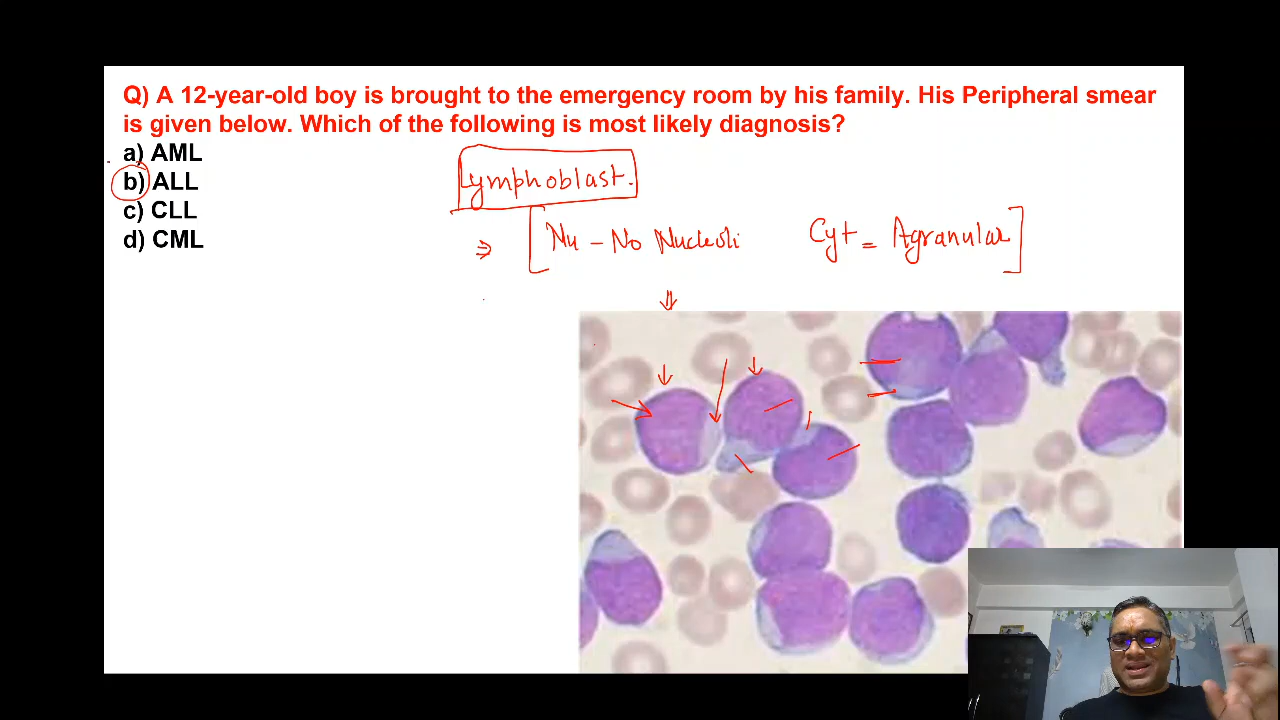 Q) A 12-year-old boy is brought to the emergency room by his family. His Peripheral smear
is given below. Which of the following is most likely diagnosis?
a) AML
b) ALL
c) CLL
d) CML
Lymphoblast.
⇒ [Nu - No Nucleoli Cyt = Agranular]